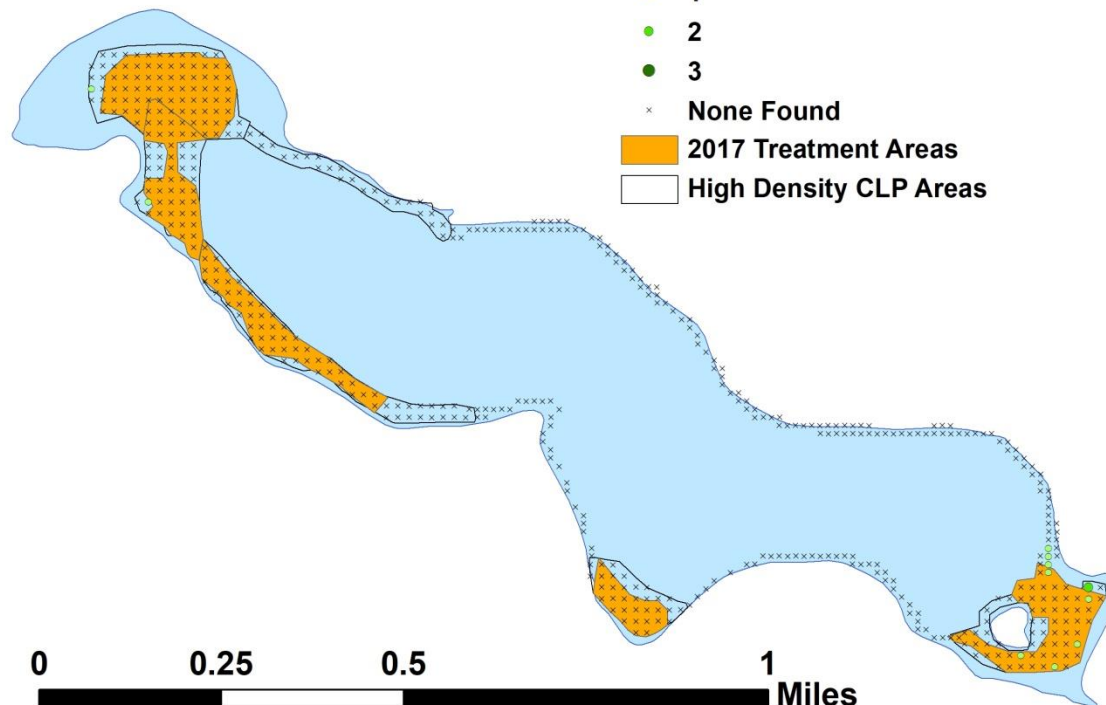 2
3
None Found
2017 Treatment Areas
High Density CLP Areas
0 0.25 0.5 1
Miles